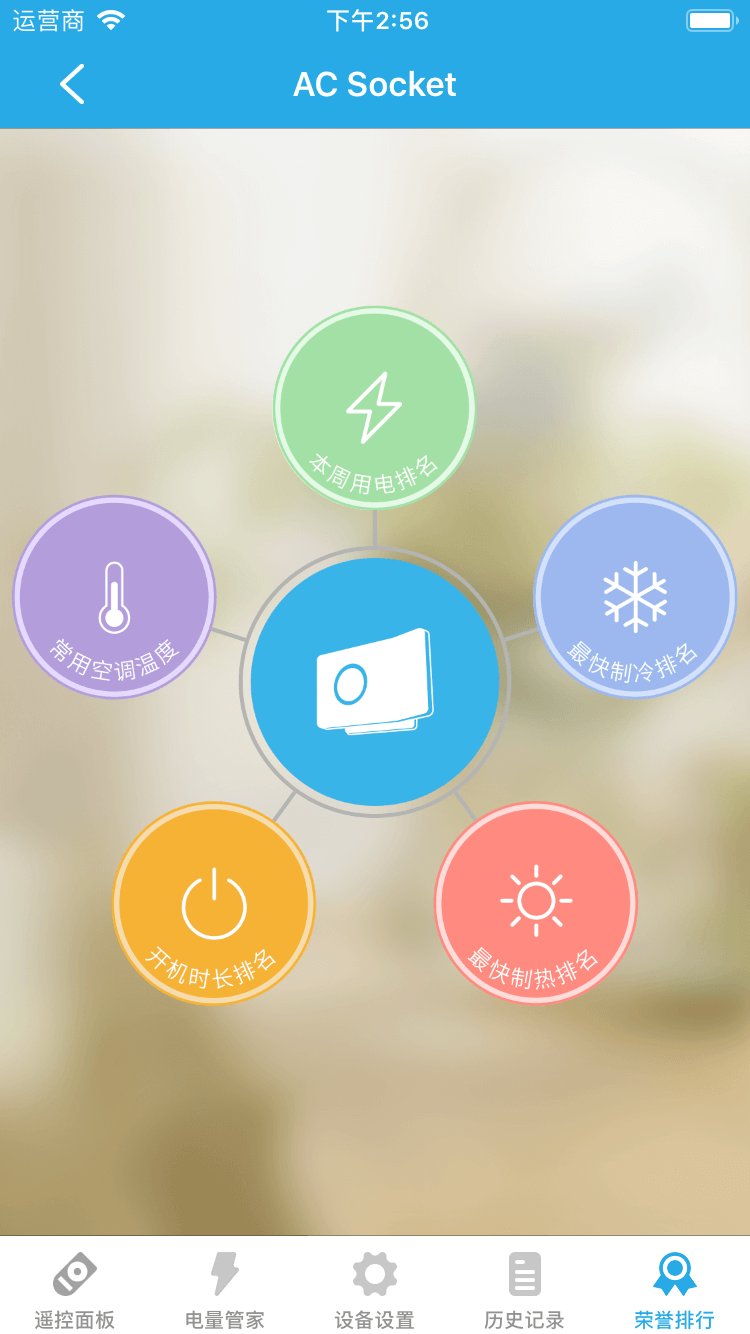 运营商
下午2:56
AC Socket
本周用电排名
常用空调温度
最快制冷排名
开机时长排名
最快制热排名
遥控面板
电量管家
设备设置
历史记录
荣誉排行